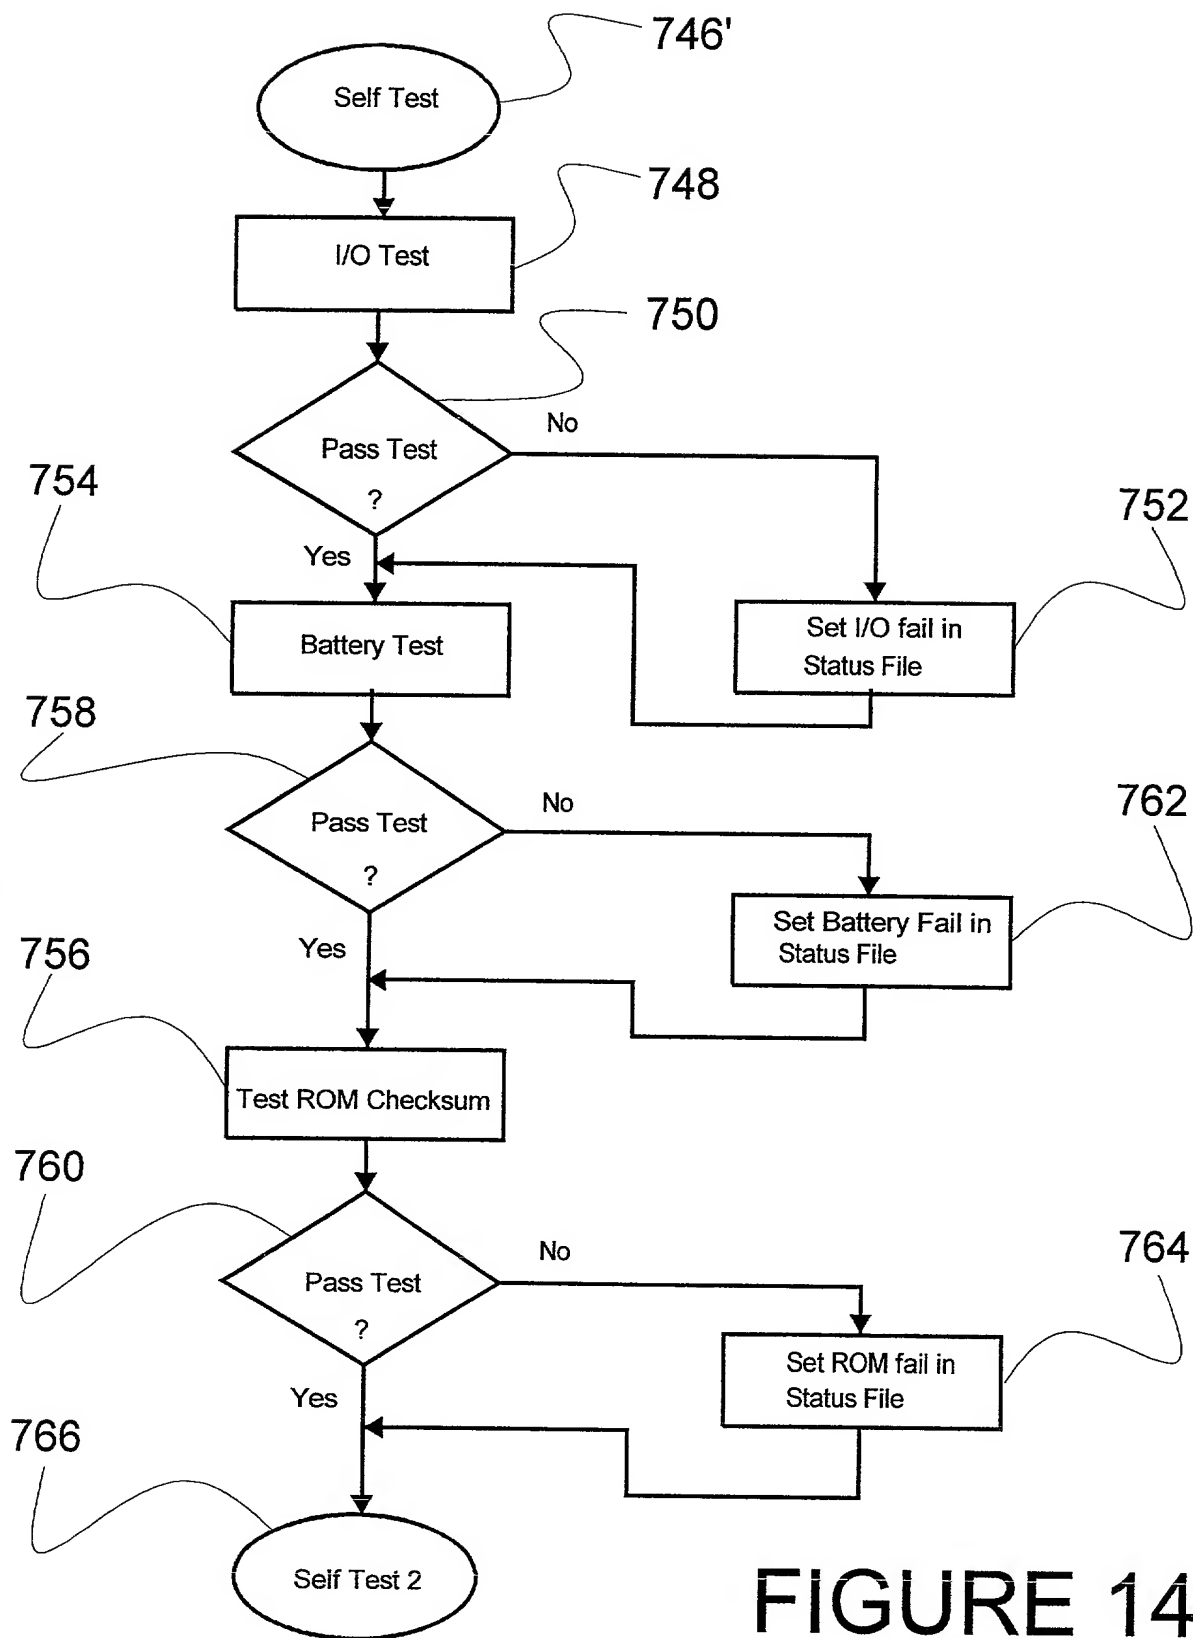 746'
Self Test
748
I/O Test
750
Pass Test
?
No
Yes
754
752
Battery Test
Set I/O fail in
Status File
758
Pass Test
?
No
Yes
762
Set Battery Fail in
Status File
756
Test ROM Checksum
760
Pass Test
?
No
Yes
764
Set ROM fail in
Status File
766
Self Test 2
FIGURE 14